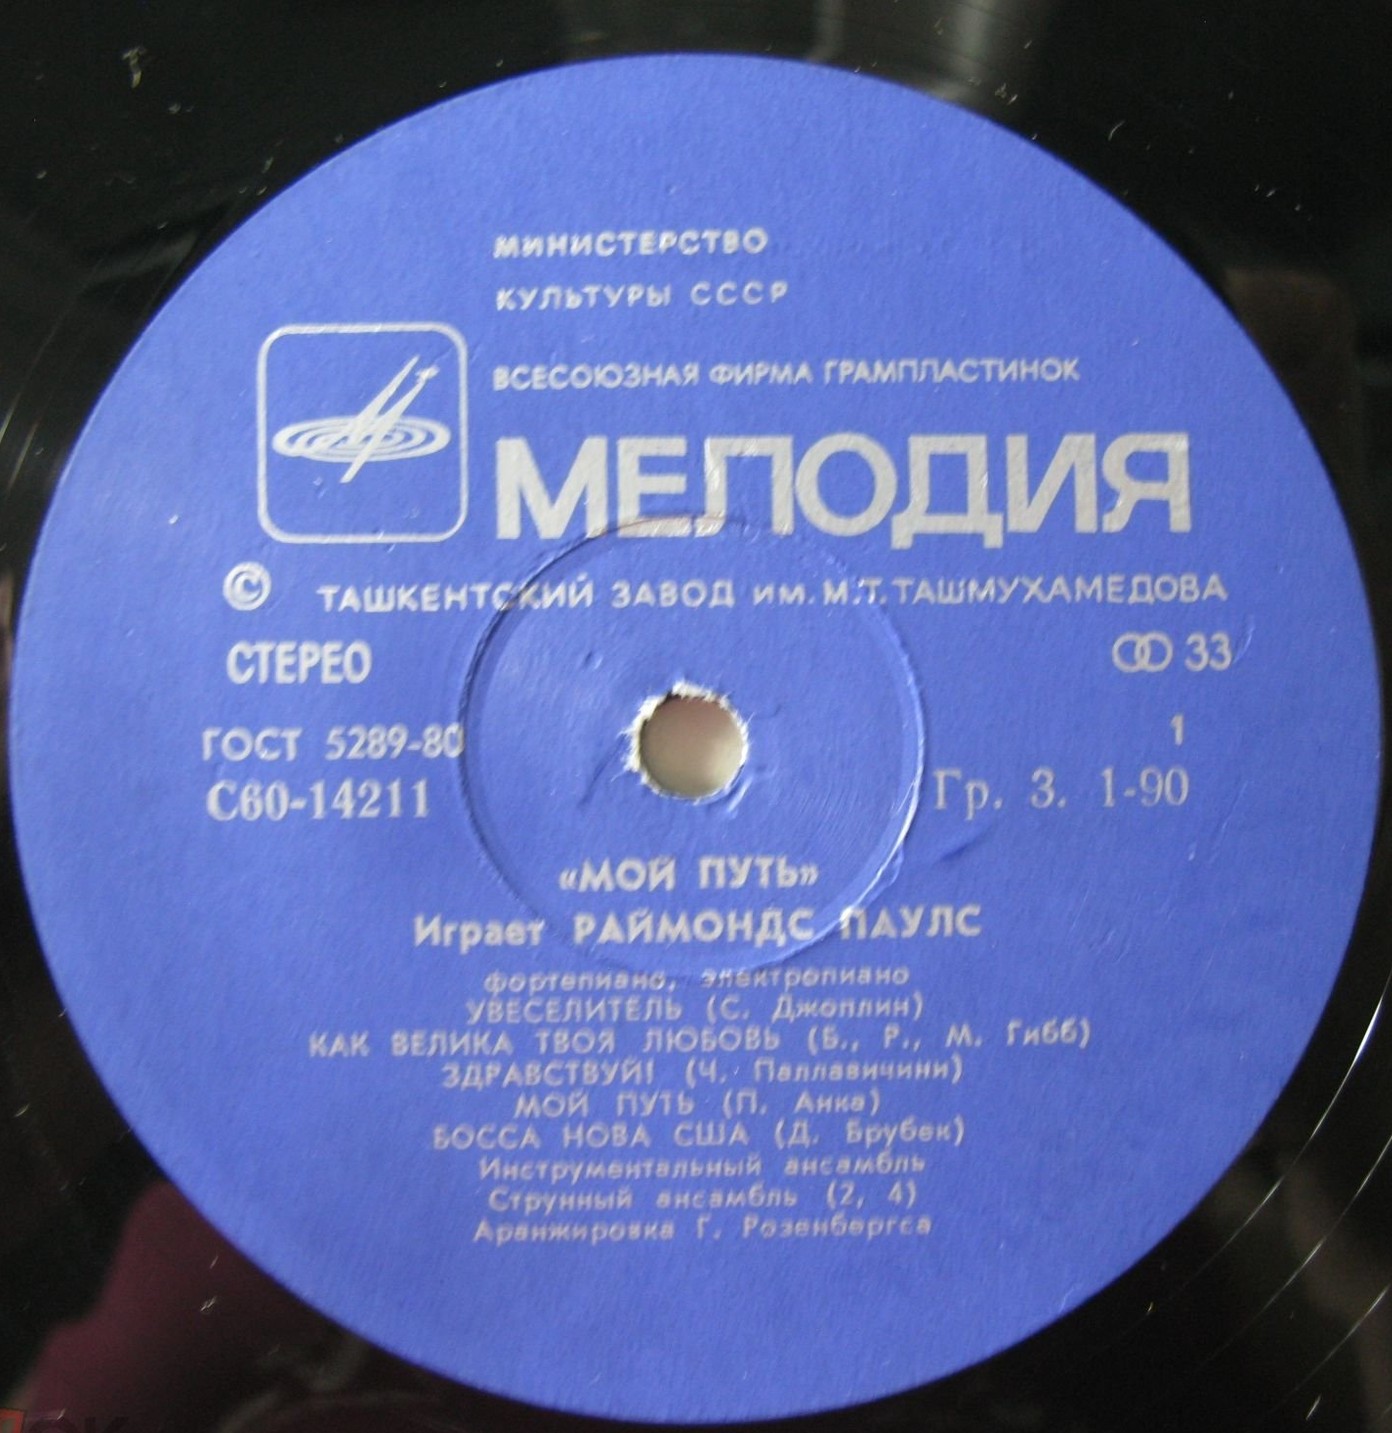 МИНИСТЕРСТВО
КУЛЬТУРЫ СССР
ВСЕСОЮЗНАЯ ФИРМА ГРАМПЛАСТИНОК
МЕЛОДИЯ
© ТАШКЕНТСКИЙ ЗАВОД ИМ. М.Т. ТАШМУХАМЕДОВА
СТЕРЕО
33
ГОСТ 5289-80
1
С60-14211
Гр. 3. 1-90
«МОЙ ПУТЬ»
Играет РАЙМОНДС ПАУЛС
фортепиано, электропиано
УВЕСЕЛИТЕЛЬ (С. Джоплин)
КАК ВЕЛИКА ТВОЯ ЛЮБОВЬ (Б., Р., М. Гибб)
ЗДРАВСТВУЙ! (Ч. Паллавичини)
МОЙ ПУТЬ (П. Анка)
БОССА НОВА США (Д. Брубек)
Инструментальный ансамбль
Струнный ансамбль (2, 4)
Аранжировка Г. Розенбергса